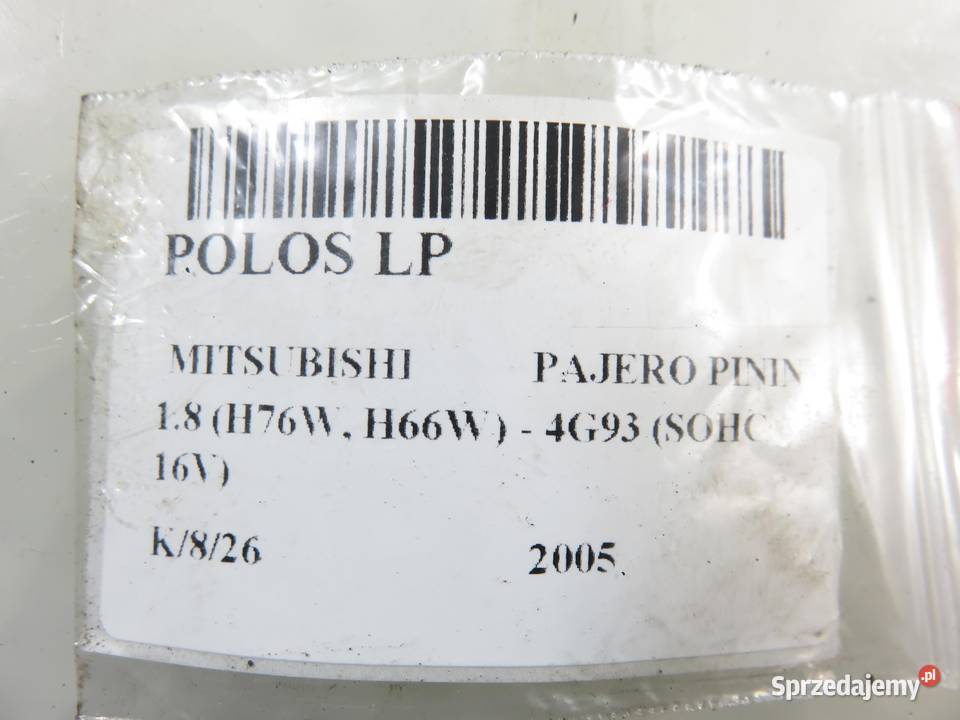 POLOS LP
MITSUBISHI PAJERO PININ
1.8 (H76W, H66W) - 4G93 (SOHC
16V)
K/8/26 2005
Sprzedajemy.pl